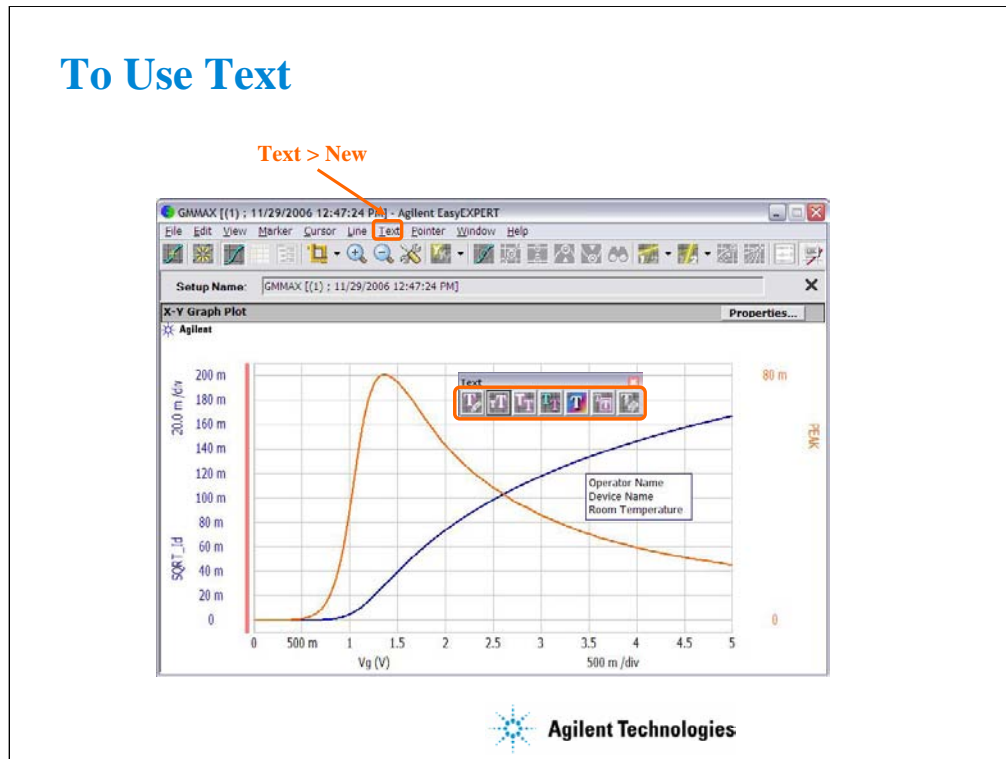 To Use Text
Text > New
GMMAX [(1) ; 11/29/2006 12:47:24 PM] - Agilent EasyEXPERT
File Edit View Marker Cursor Line Text Pointer Window Help
Setup Name: GMMAX [(1) ; 11/29/2006 12:47:24 PM]
X-Y Graph Plot Properties...
Agilent
Text
20.0 m /div
SQRT_Id
200 m
180 m
160 m
140 m
120 m
100 m
80 m
60 m
40 m
20 m
0
Operator Name
Device Name
Room Temperature
80 m
PEAK
0
0 500 m 1 1.5 2 2.5 3 3.5 4 4.5 5
Vg (V) 500 m /div
Agilent Technologies